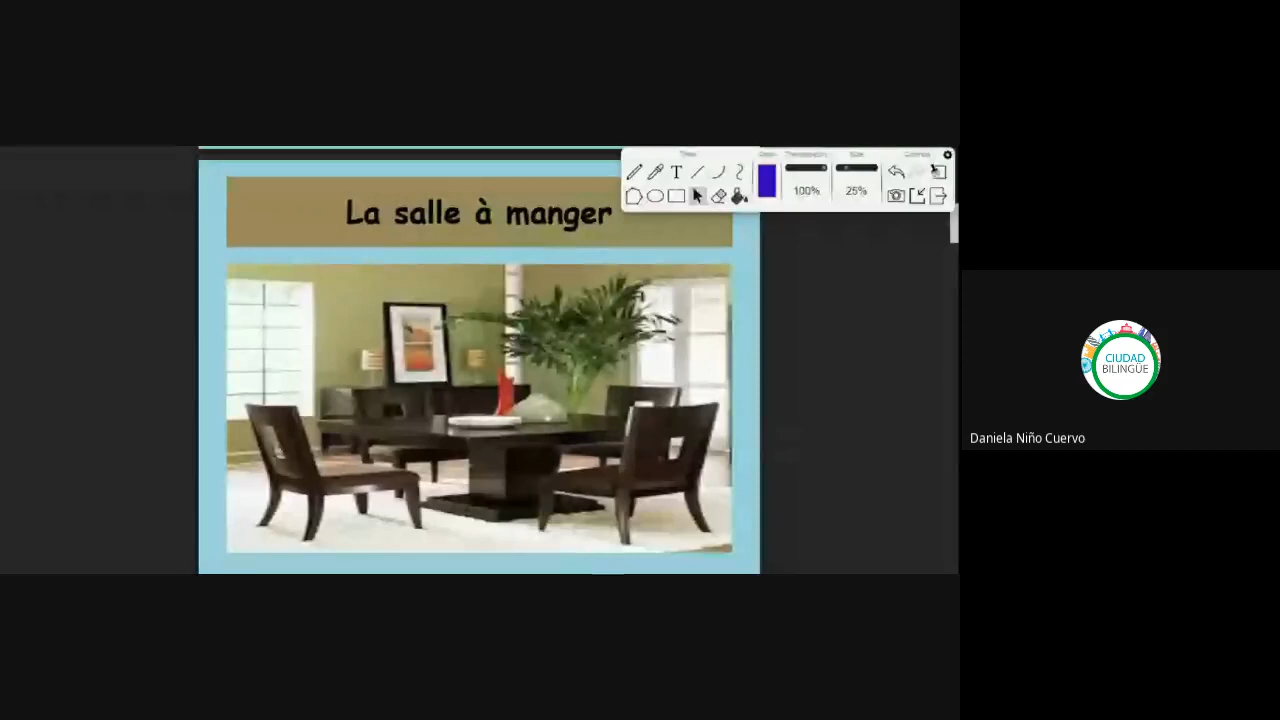 La salle à manger
100%
25%
CIUDAD
BILINGÜE
Daniela Niño Cuervo